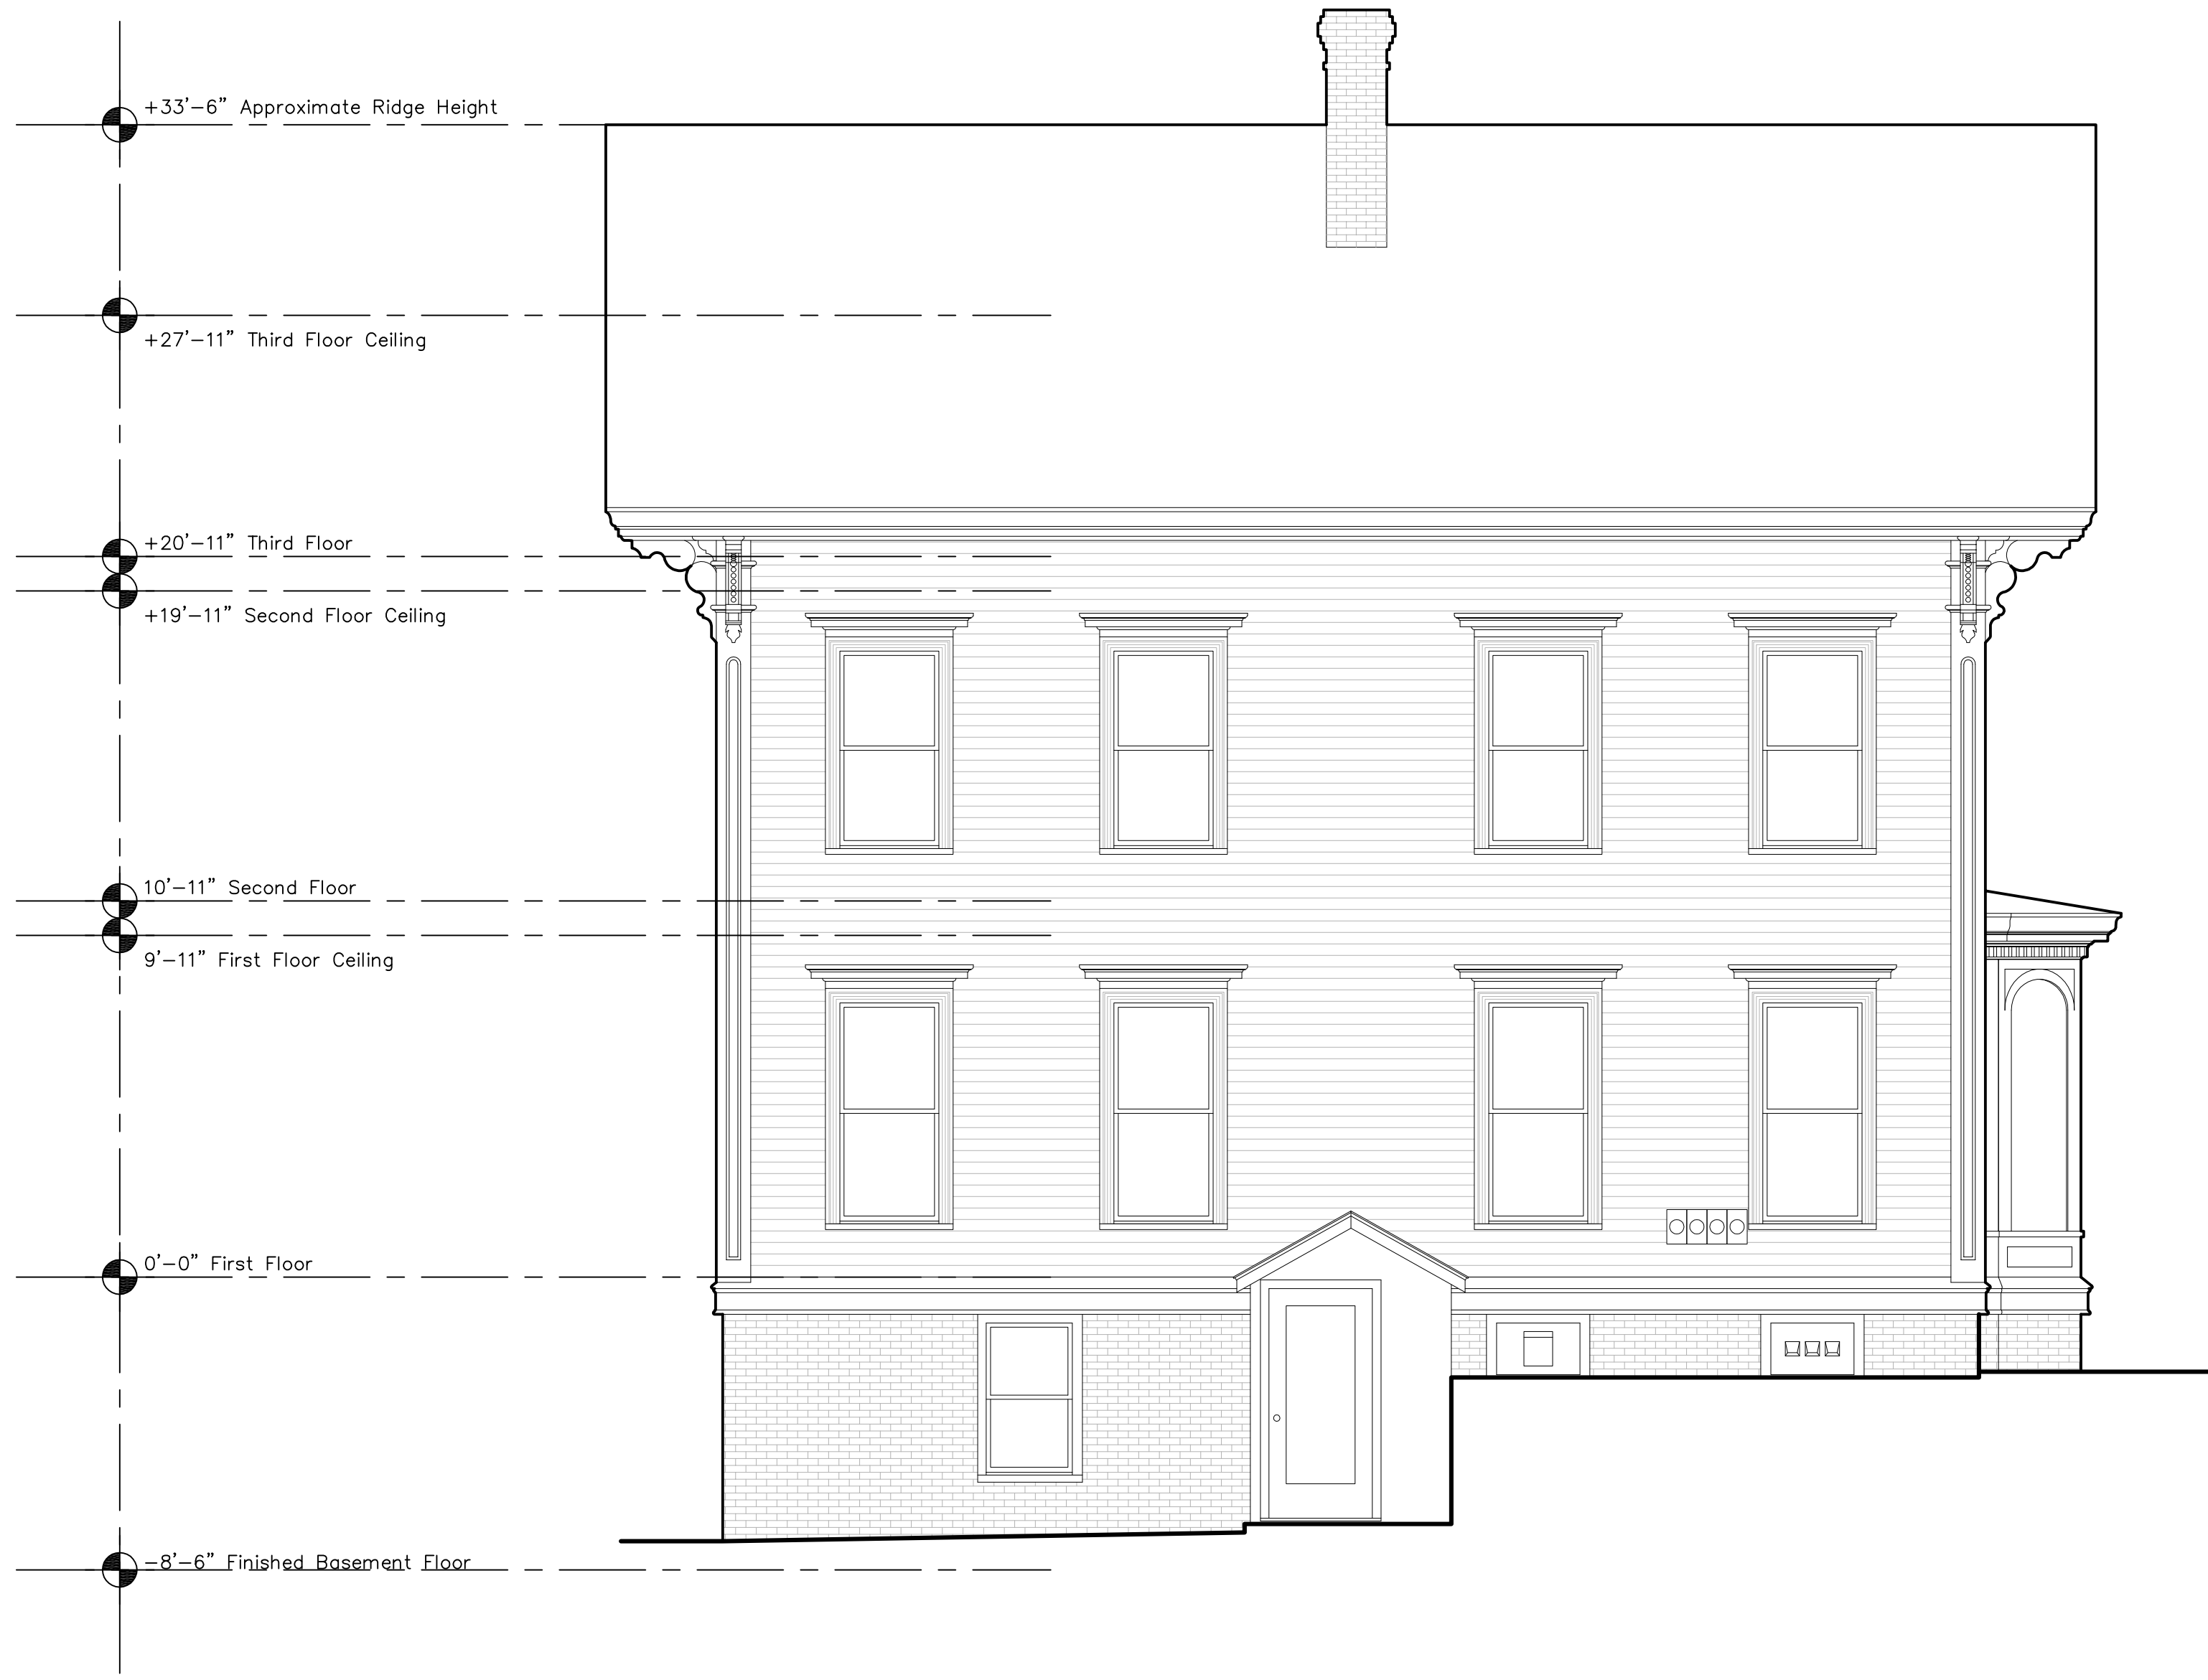 +33’-6” Approximate Ridge Height
+27’-11” Third Floor Ceiling
+20’-11” Third Floor
+19’-11” Second Floor Ceiling
10’-11” Second Floor
9’-11” First Floor Ceiling
0’-0” First Floor
-8’-6” Finished Basement Floor